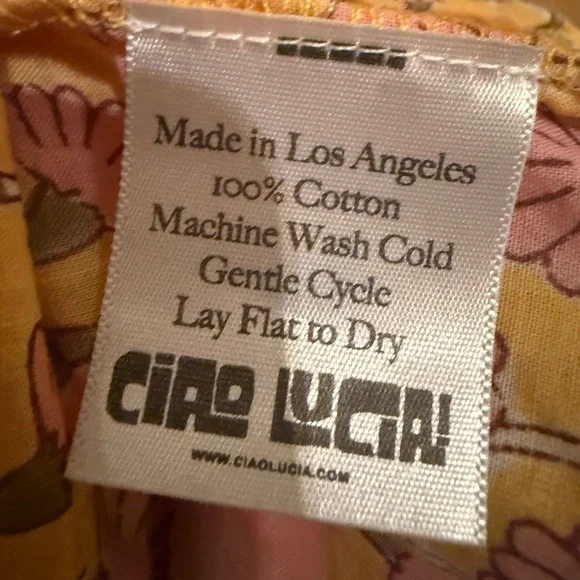 Made in Los Angeles
100% Cotton
Machine Wash Cold
Gentle Cycle
Lay Flat to Dry
CIAO LUCIA!
WWW.CIAOLUCIA.COM